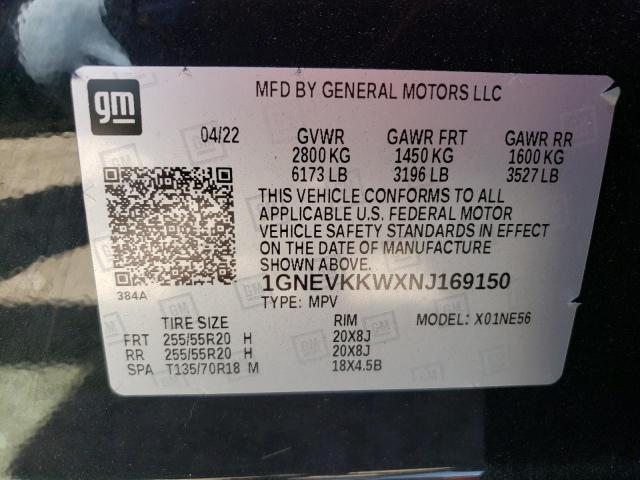 gm
MFD BY GENERAL MOTORS LLC
04/22 GVWR GAWR FRT GAWR RR
2800 KG 1450 KG 1600 KG
6173 LB 3196 LB 3527 LB
THIS VEHICLE CONFORMS TO ALL
APPLICABLE U.S. FEDERAL MOTOR
VEHICLE SAFETY STANDARDS IN EFFECT
ON THE DATE OF MANUFACTURE
SHOWN ABOVE.
384A
1GNEVKKWXNJ169150
TYPE: MPV
TIRE SIZE RIM MODEL: X01NE56
FRT 255/55R20 H 20X8J
RR 255/55R20 H 20X8J
SPA T135/70R18 M 18X4.5B